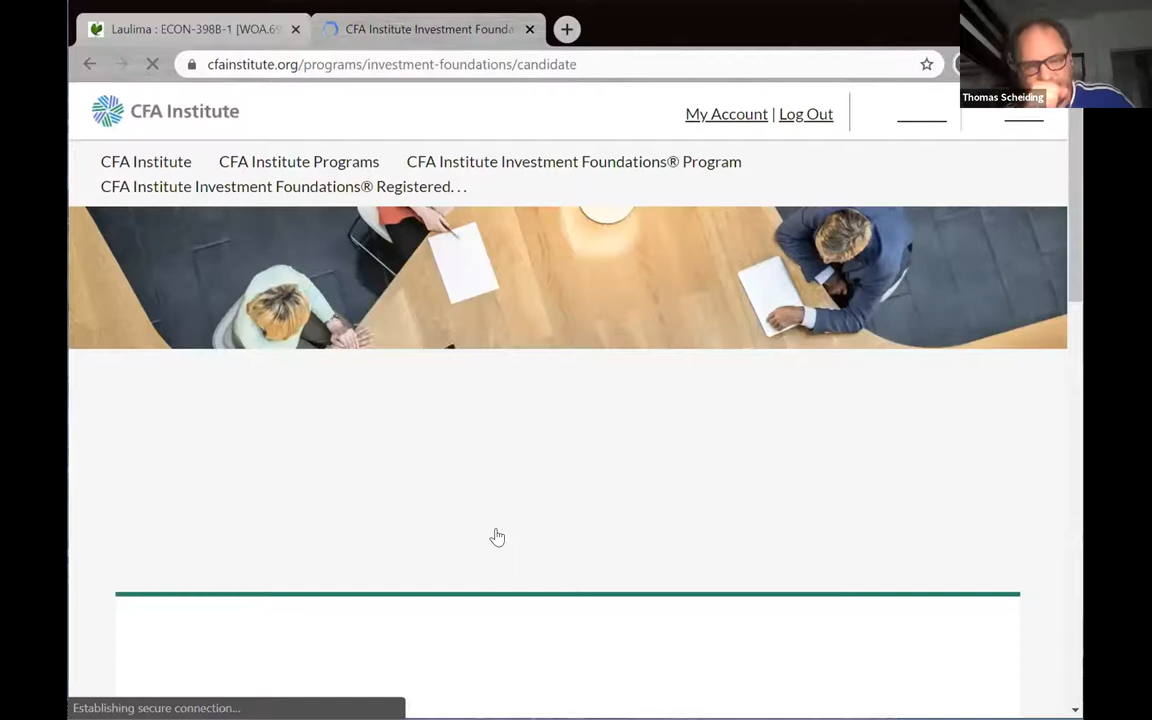 Laulima : ECON-398B-1 [WOA.69
CFA Institute Investment Founda
cfainstitute.org/programs/investment-foundations/candidate
Thomas Scheiding
CFA Institute
My Account | Log Out
CFA Institute CFA Institute Programs CFA Institute Investment Foundations® Program
CFA Institute Investment Foundations® Registered...
Establishing secure connection...